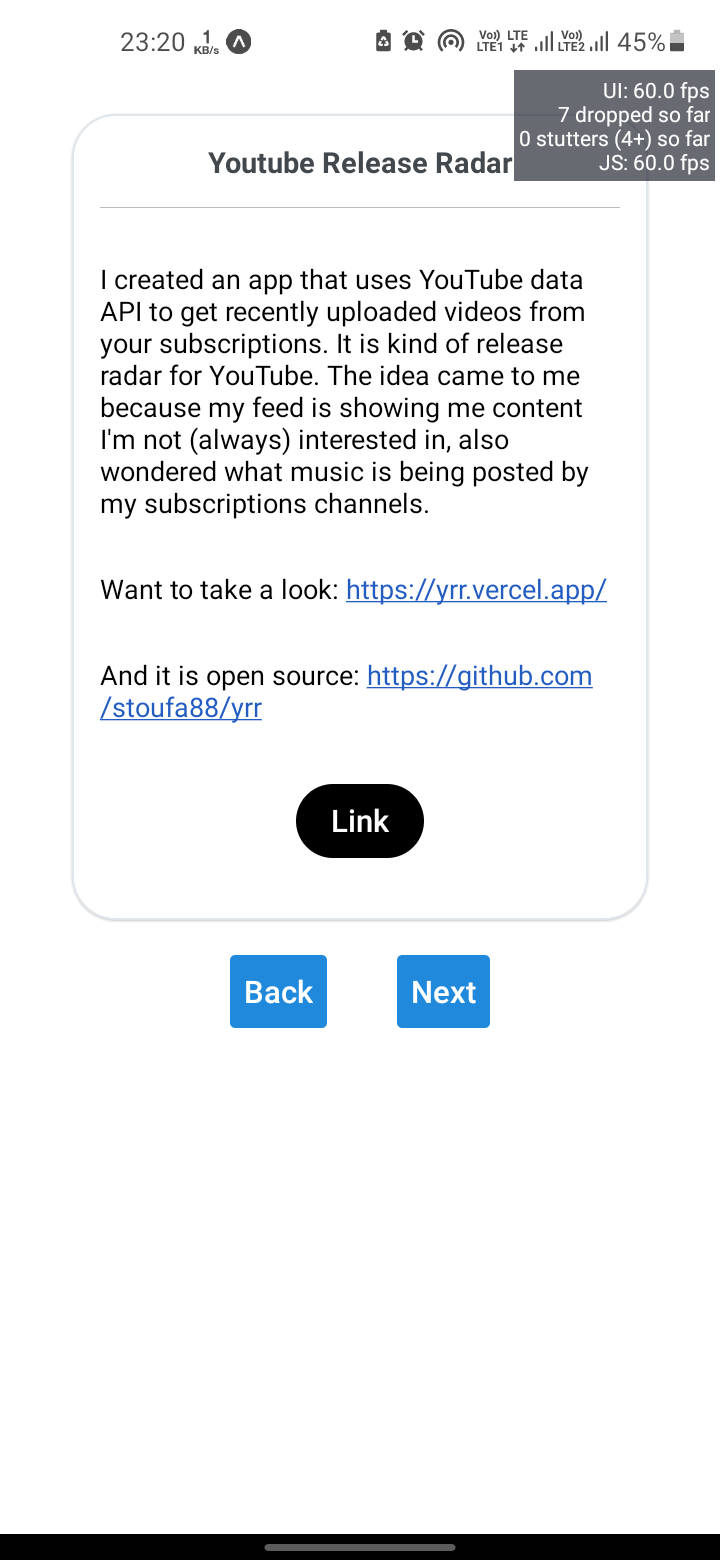 23:20 1 KB/s Vo)) LTE1 LTE Vo)) LTE2 45%
UI: 60.0 fps
7 dropped so far
0 stutters (4+) so far
JS: 60.0 fps
Youtube Release Radar
I created an app that uses YouTube data
API to get recently uploaded videos from
your subscriptions. It is kind of release
radar for YouTube. The idea came to me
because my feed is showing me content
I'm not (always) interested in, also
wondered what music is being posted by
my subscriptions channels.
Want to take a look: https://yrr.vercel.app/
And it is open source: https://github.com
/stoufa88/yrr
Link
Back Next